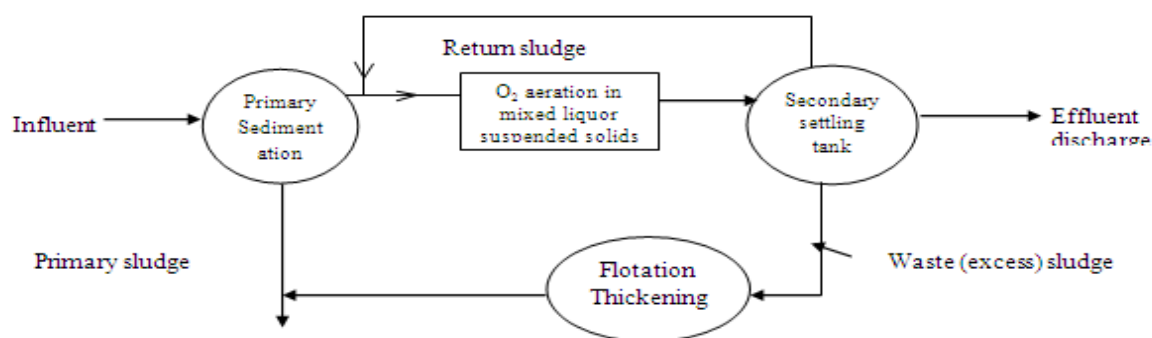 Return sludge
Influent
Primary
Sediment
ation
O₂ aeration in
mixed liquor
suspended solids
Secondary
settling
tank
Effluent
discharge
Primary sludge
Flotation
Thickening
Waste (excess) sludge